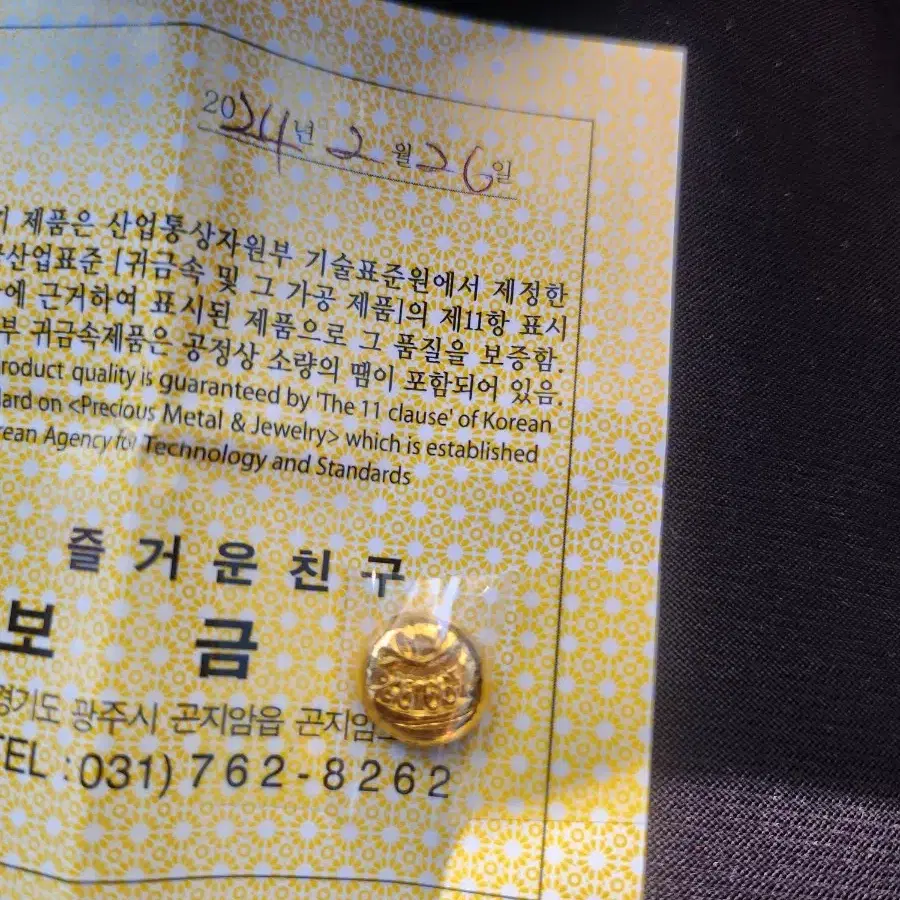 2024년 2월 26일
제품은 산업통상자원부 기술표준원에서 제정한
산업표준 [귀금속 및 그 가공 제품]의 제11항 표시
에 근거하여 표시된 제품으로 그 품질을 보증함.
귀금속제품은 공정상 소량의 땜이 포함되어 있음.
roduct quality is guaranteed by 'The 11 clause' of Korean
dard on <Precious Metal & Jewelry> which is established
rean Agency for Technology and Standards
즐거운친구
보 금
경기도 광주시 곤지암읍 곤지암
TEL : 031) 762-8262